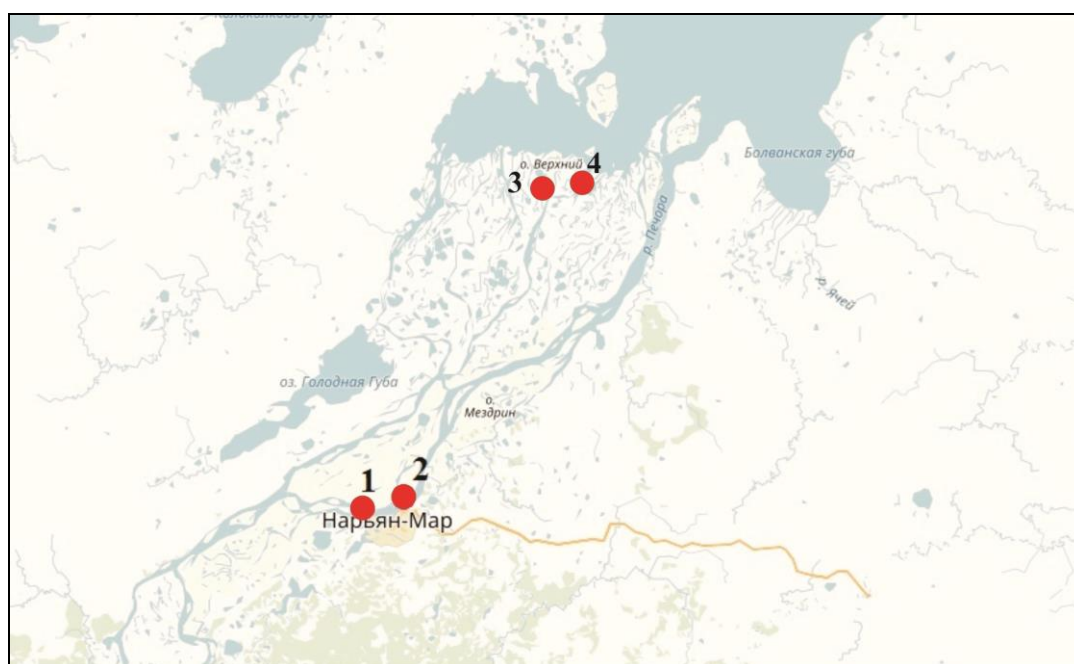 о. Верхний
4
Болванская губа
3
р. Печора
р. Ячей
оз. Голодная Губа
о.
Мездрин
2
1
Нарьян-Мар